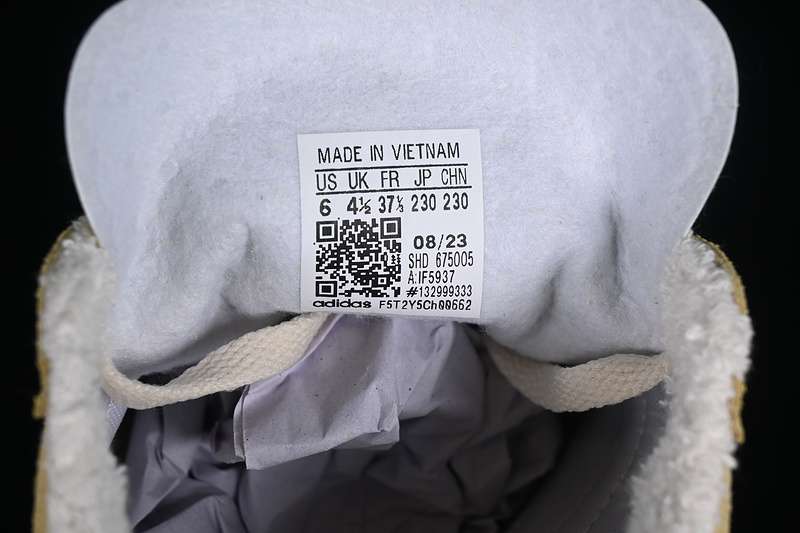 MADE IN VIETNAM
US UK FR JP CHN
6 4½ 37⅓ 230 230
08/23
SHD 675005
A:IF5937
#132999333
adidas F5T2Y5Ch00662